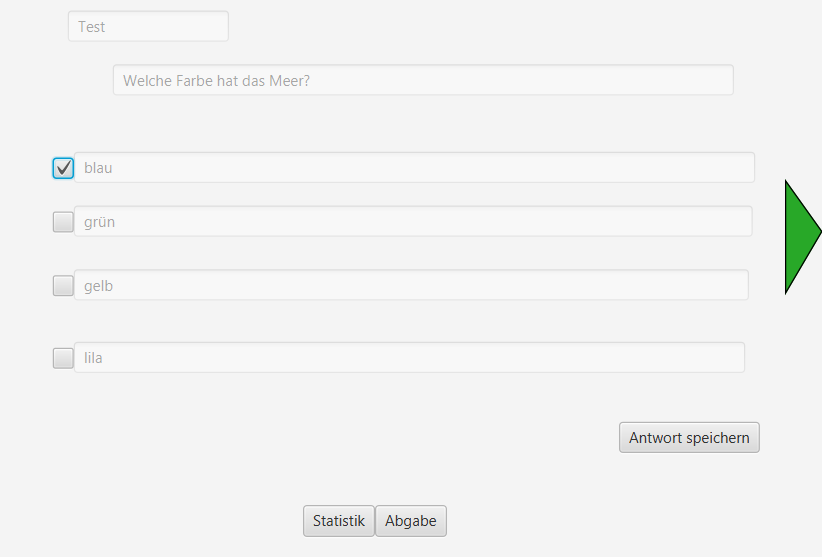 Test
Welche Farbe hat das Meer?
blau
grün
gelb
lila
Antwort speichern
Statistik Abgabe